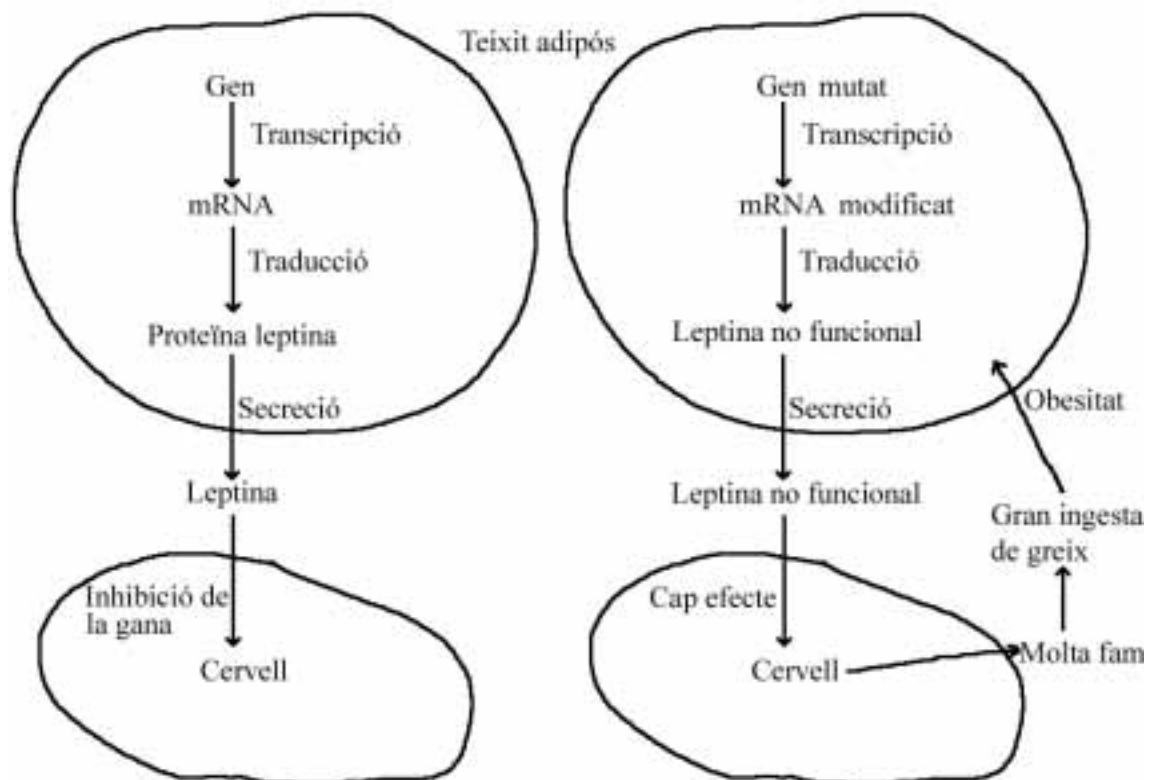 Teixit adipós
Gen
Transcripció
mRNA
Traducció
Proteïna leptina
Secreció
Leptina
Inhibició de
la gana
Cervell
Gen mutat
Transcripció
mRNA modificat
Traducció
Leptina no funcional
Secreció
Leptina no funcional
Cap efecte
Cervell
Molta fam
Gran ingesta
de greix
Obesitat